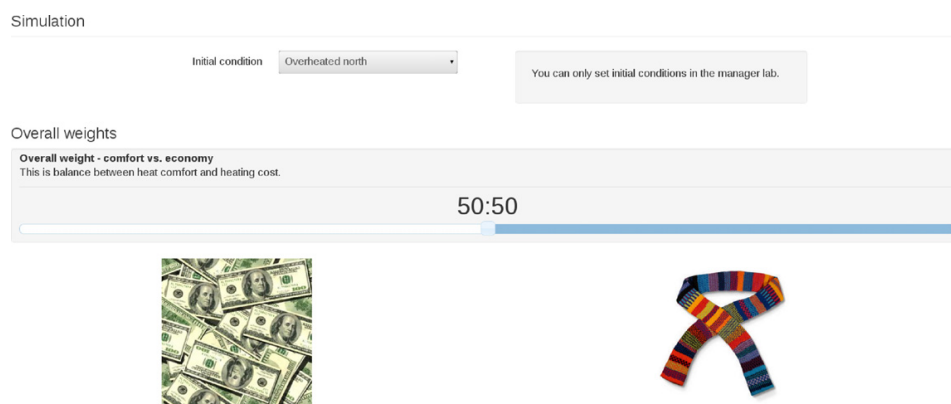 Simulation
Initial condition
Overheated north
You can only set initial conditions in the manager lab.
Overall weights
Overall weight - comfort vs. economy
This is balance between heat comfort and heating cost.
50:50